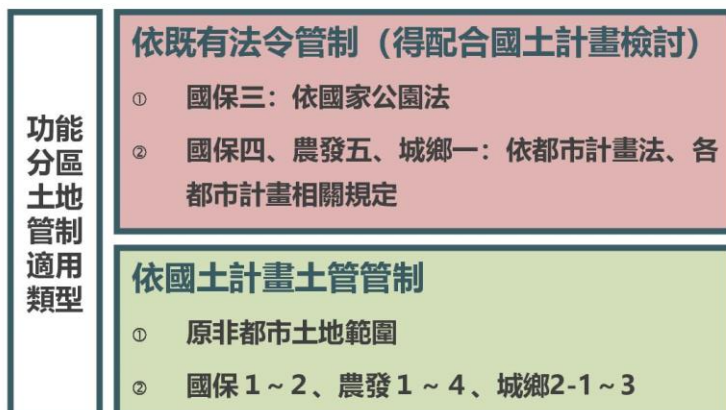 功能
分區
土地
管制
適用
類型
依既有法令管制（得配合國土計畫檢討）
① 國保三：依國家公園法
② 國保四、農發五、城鄉一：依都市計畫法、各
都市計畫相關規定
依國土計畫土管管制
① 原非都市土地範圍
② 國保１～２、農發１～４、城鄉2-1～3